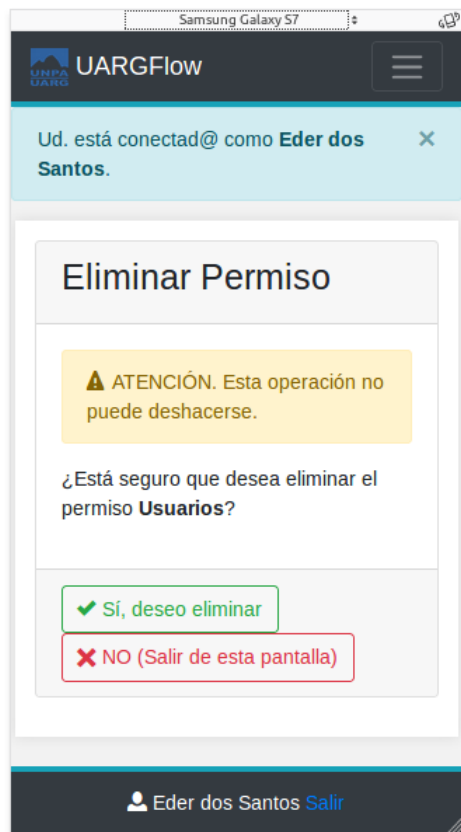 Samsung Galaxy S7
UNPA
UARG
UARGFlow
Ud. está conectad@ como Eder dos
Santos.
Eliminar Permiso
ATENCIÓN. Esta operación no
puede deshacerse.
¿Está seguro que desea eliminar el
permiso Usuarios?
Sí, deseo eliminar
NO (Salir de esta pantalla)
Eder dos Santos Salir